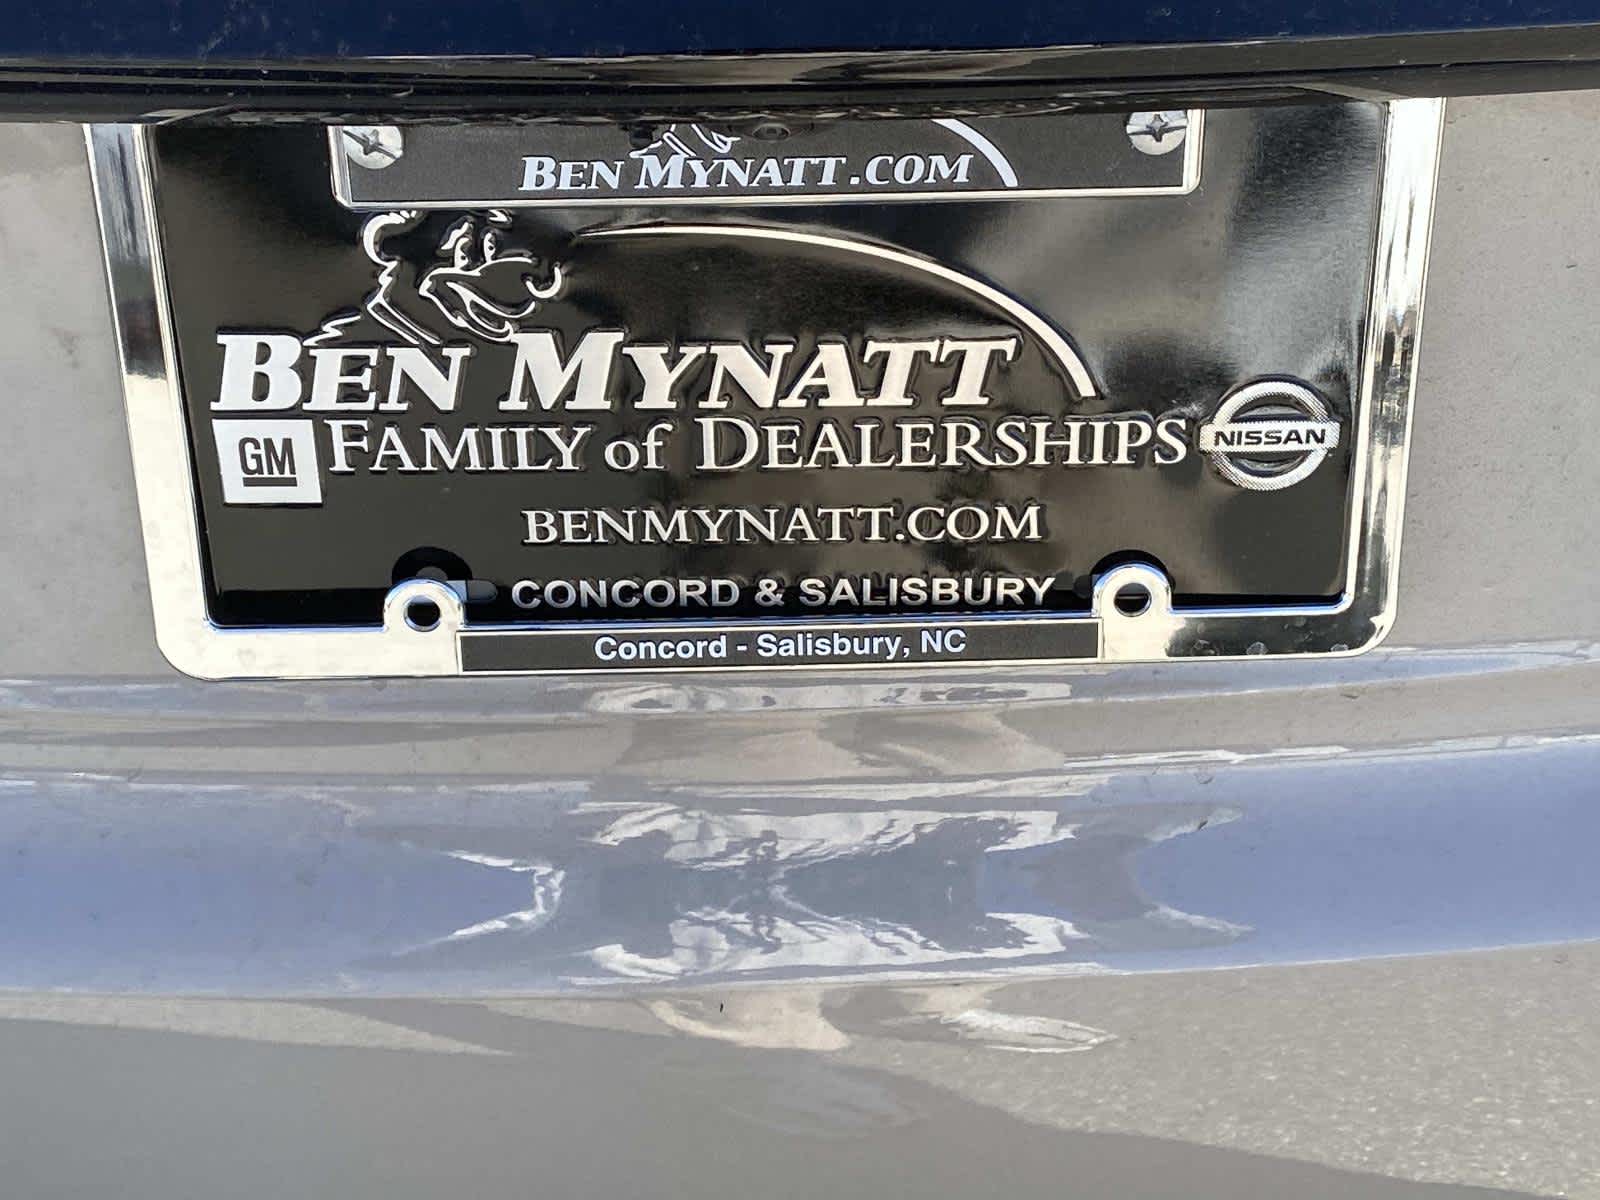 BEN MYNATT.COM
BEN MYNATT
GM FAMILY of DEALERSHIPS NISSAN
BENMYNATT.COM
CONCORD & SALISBURY
Concord - Salisbury, NC